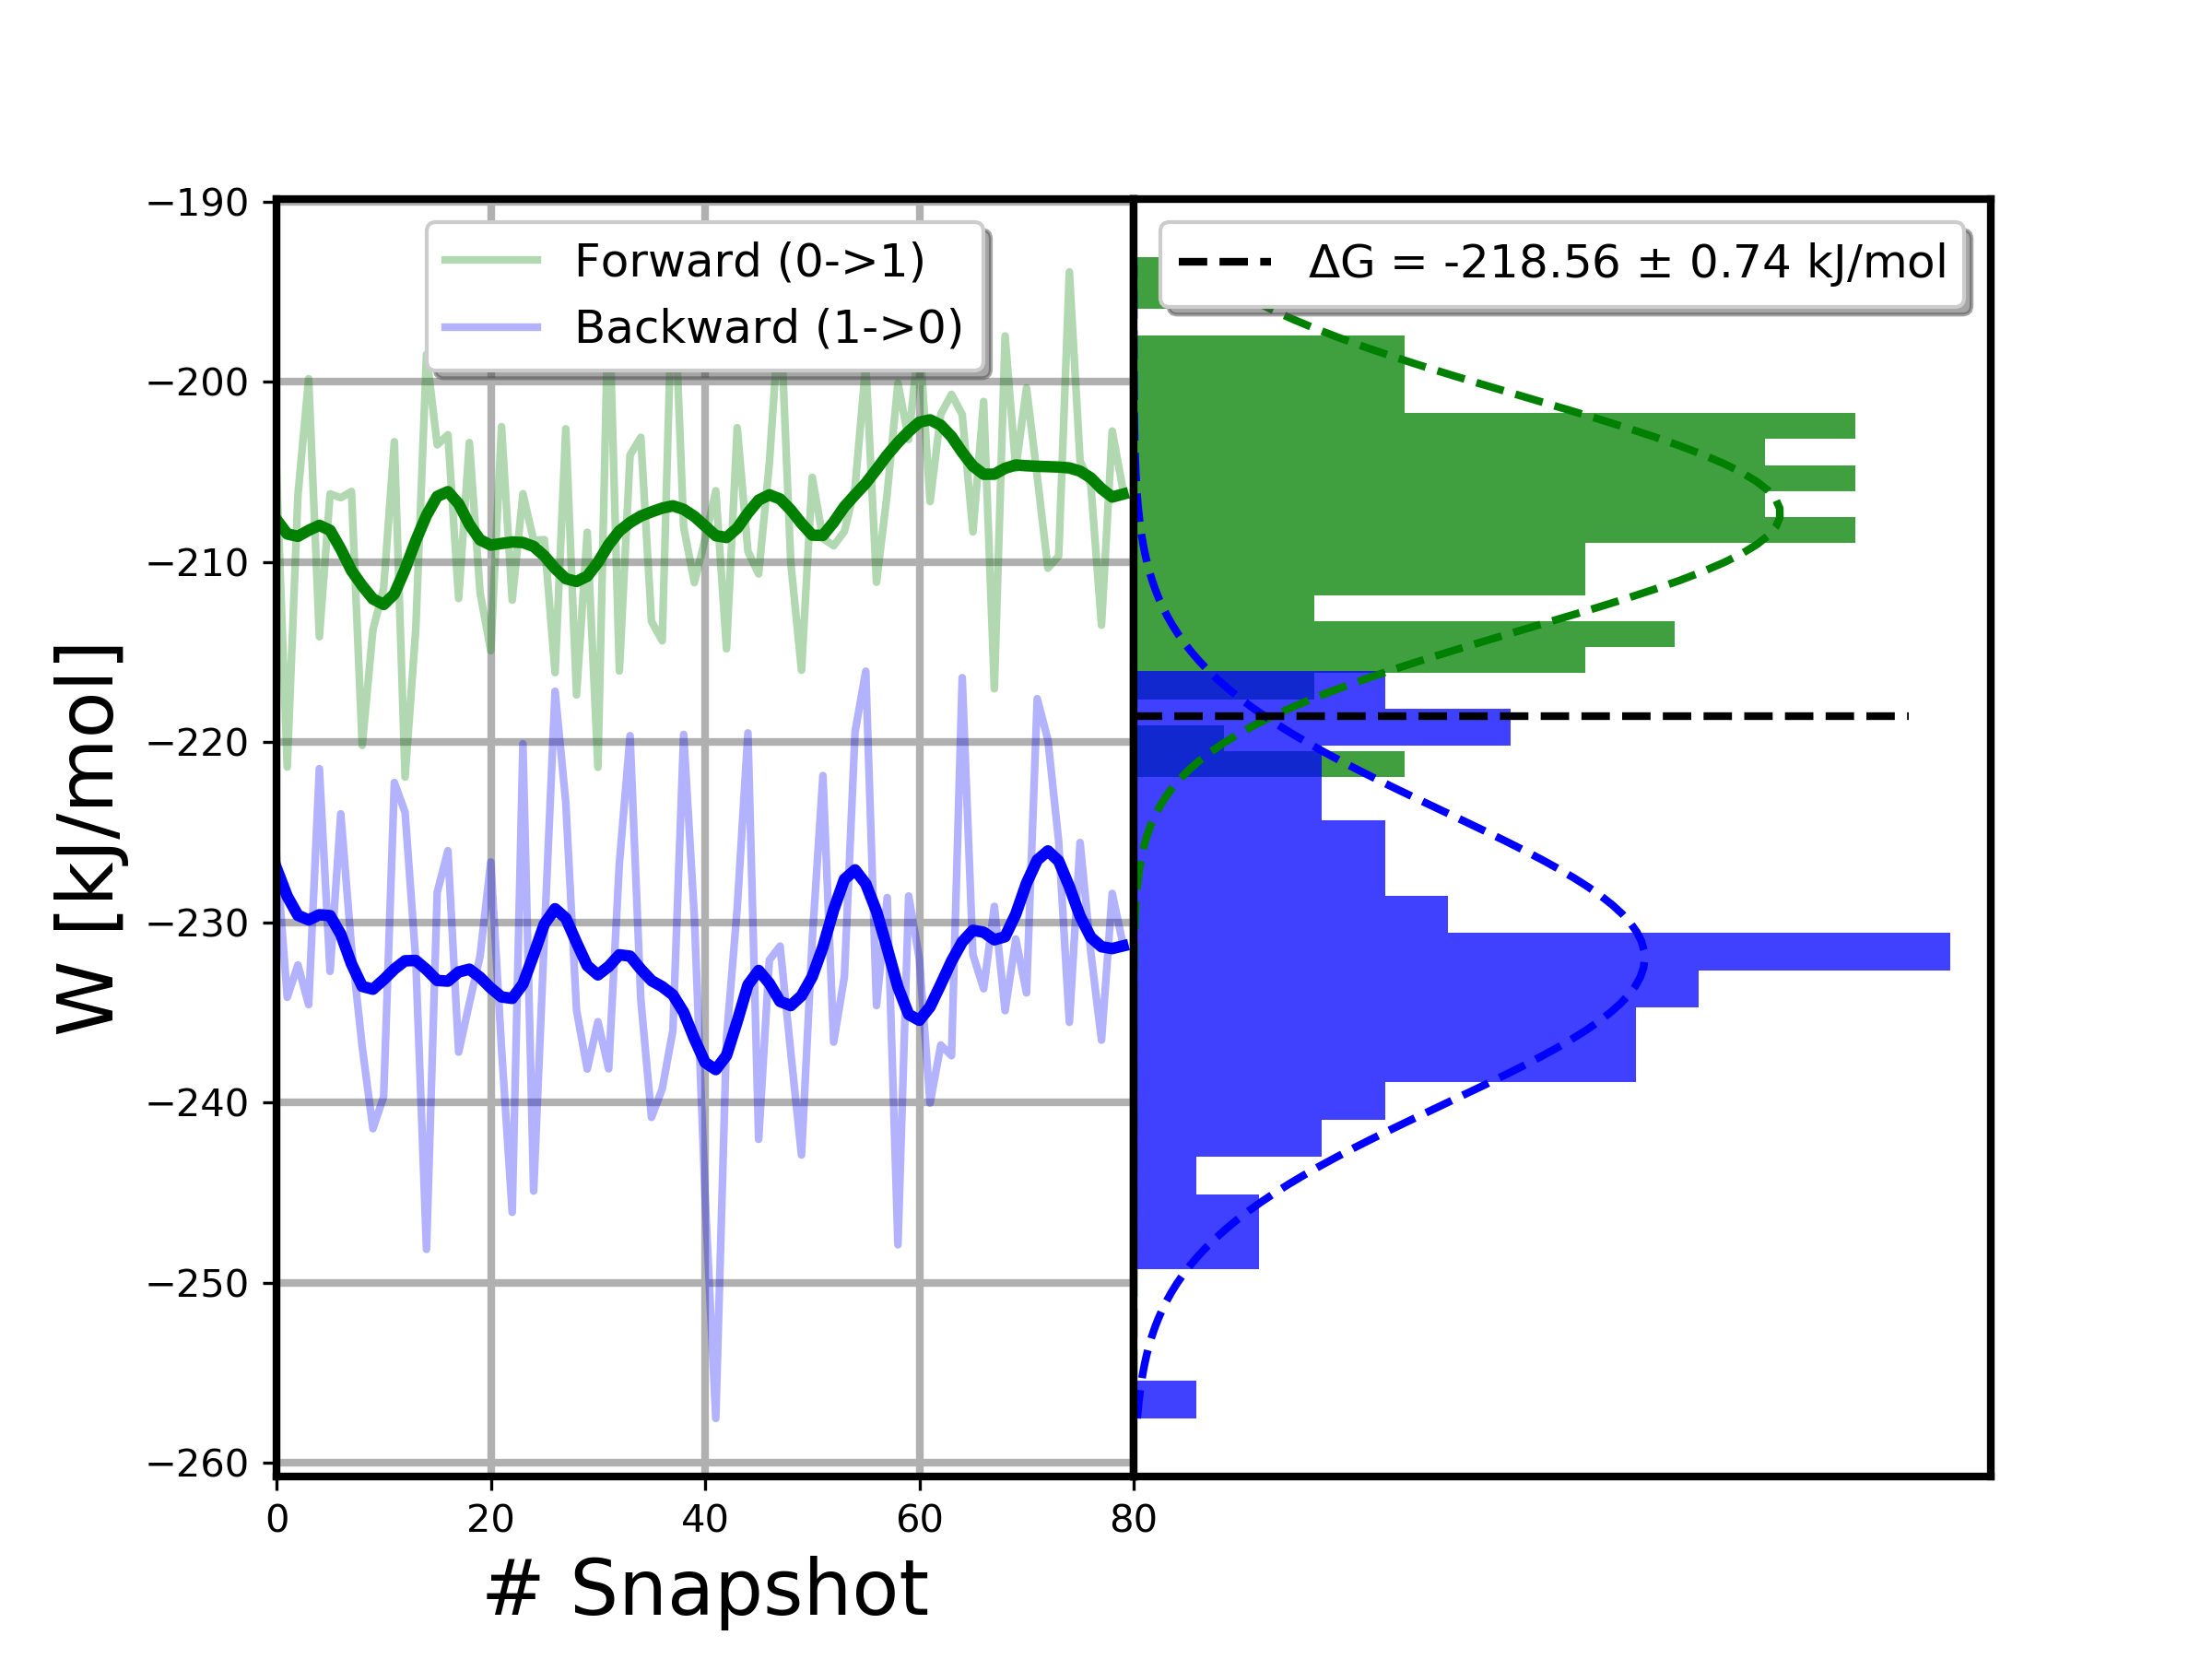 −190
−200
−210
−220
−230
−240
−250
−260
W [kJ/mol]
Forward (0->1)
Backward (1->0)
ΔG = -218.56 ± 0.74 kJ/mol
0 20 40 60 80
# Snapshot